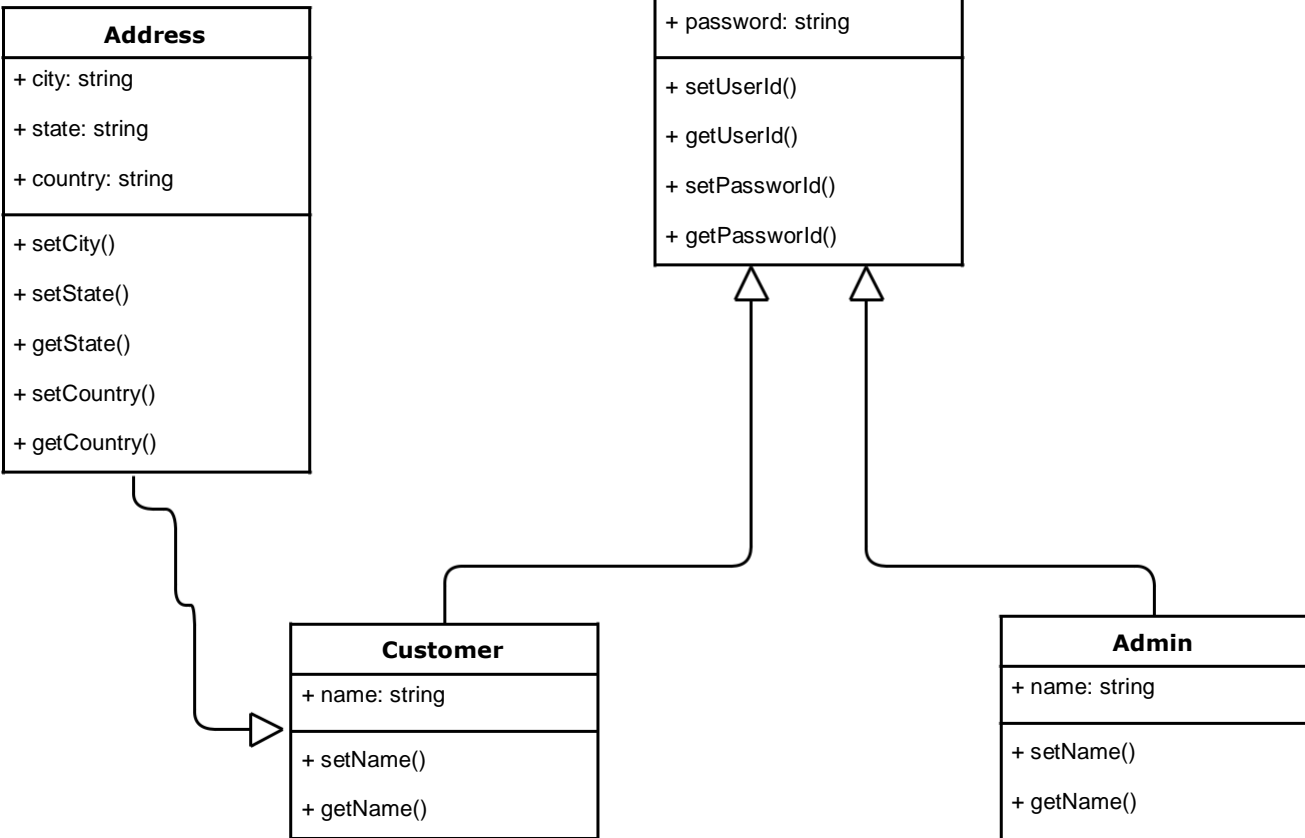 Address
+ city: string
+ state: string
+ country: string
+ setCity()
+ setState()
+ getState()
+ setCountry()
+ getCountry()
+ password: string
+ setUserId()
+ getUserId()
+ setPassworId()
+ getPassworId()
Customer
+ name: string
+ setName()
+ getName()
Admin
+ name: string
+ setName()
+ getName()